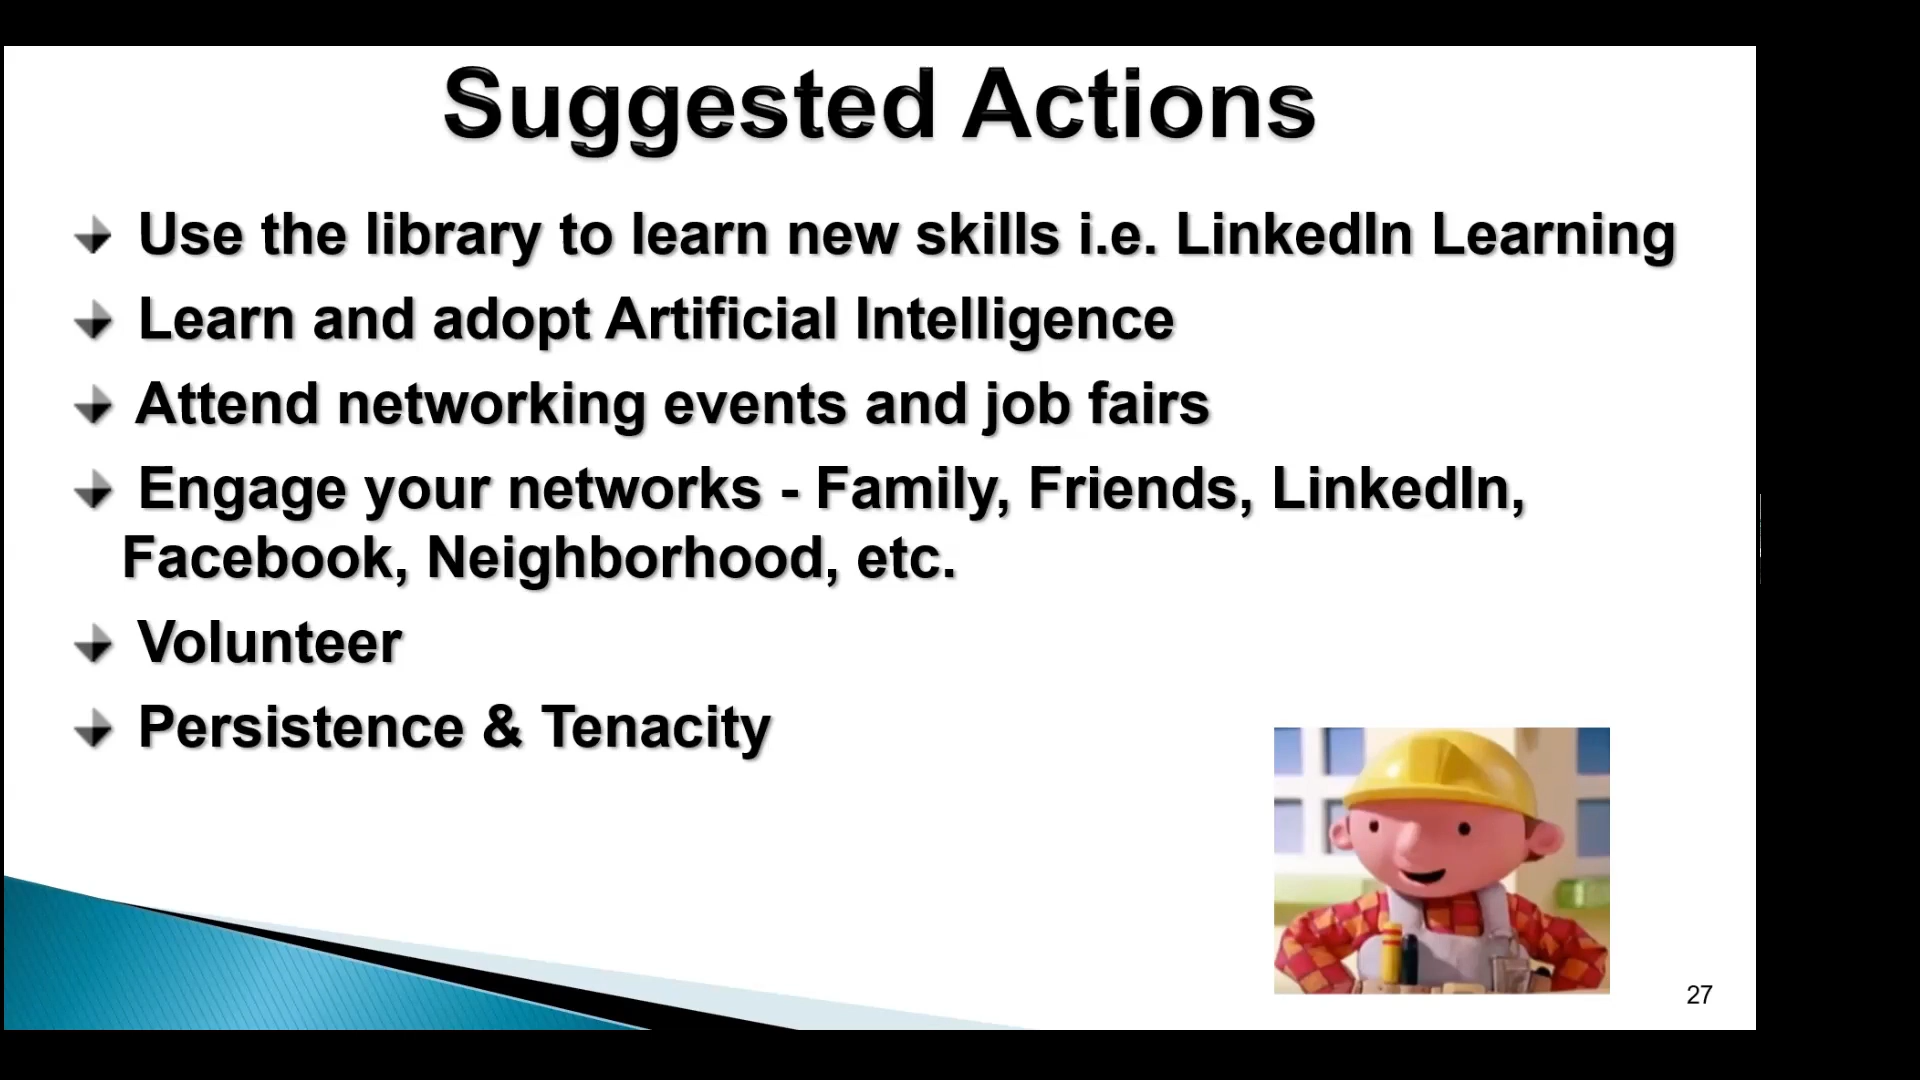 Suggested Actions
Use the library to learn new skills i.e. LinkedIn Learning
Learn and adopt Artificial Intelligence
Attend networking events and job fairs
Engage your networks - Family, Friends, LinkedIn,
Facebook, Neighborhood, etc.
Volunteer
Persistence & Tenacity
27